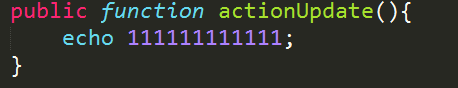 public function actionUpdate(){
    echo 111111111111;
}